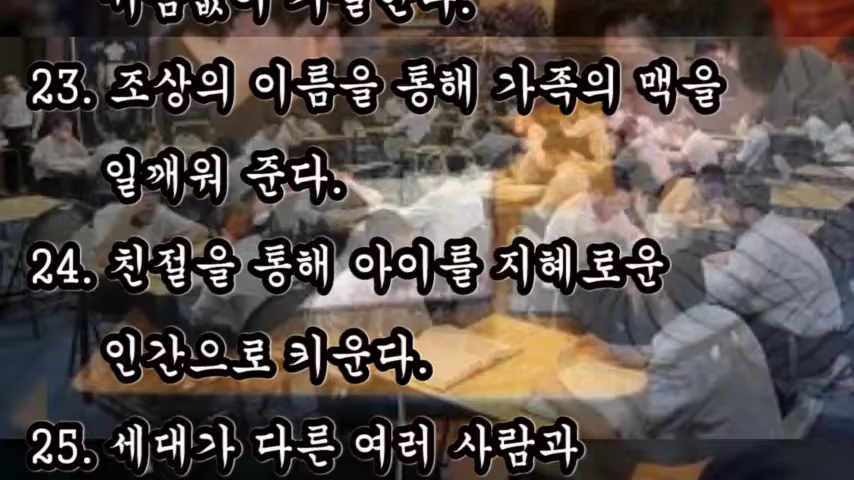 23. 조상의 이름을 통해 가족의 맥을
일깨워 준다.
24. 친절을 통해 아이를 지혜로운
인간으로 키운다.
25. 세대가 다른 여러 사람과